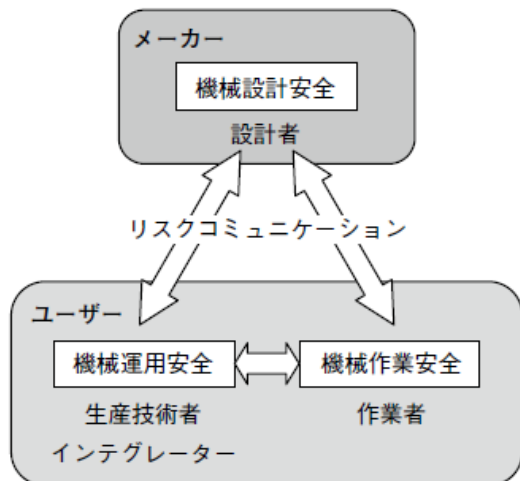 メーカー
機械設計安全
設計者
リスクコミュニケーション
ユーザー
機械運用安全
機械作業安全
生産技術者
作業者
インテグレーター